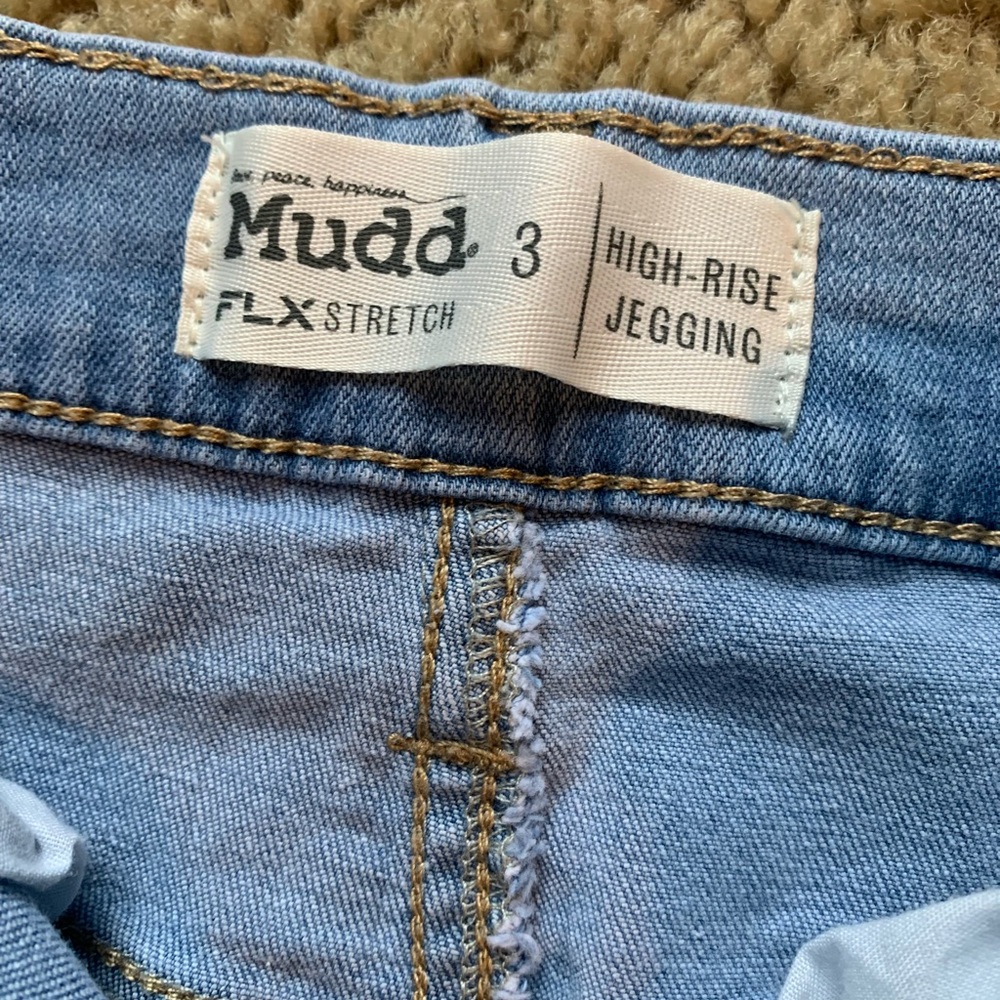 love, peace, happiness
Mudd®
FLX STRETCH
3
HIGH-RISE
JEGGING